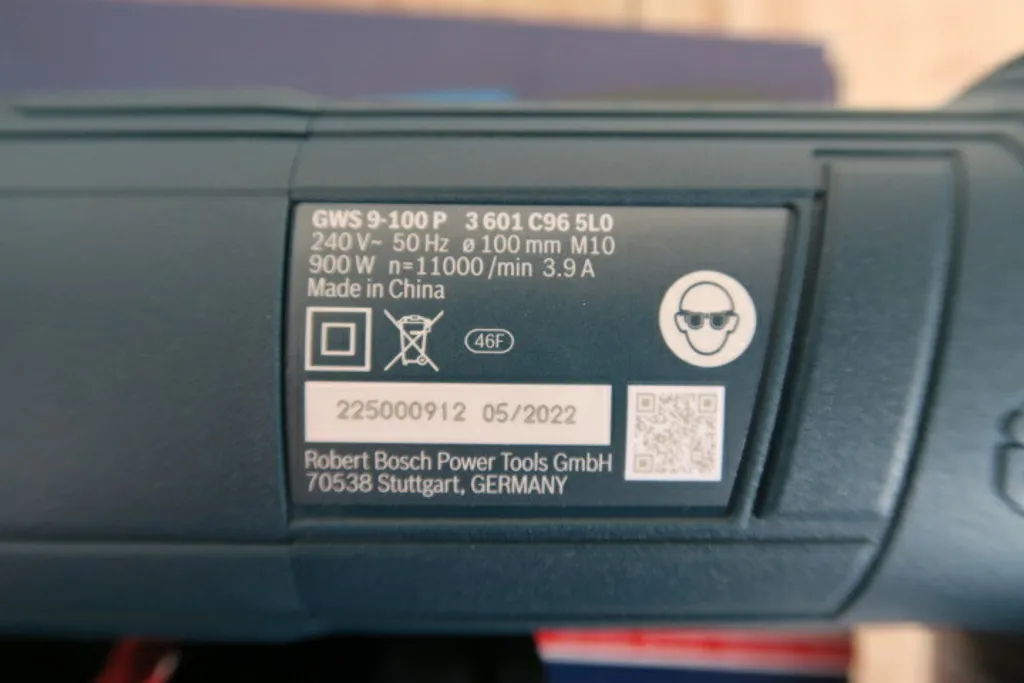 GWS 9-100 P 3 601 C96 5L0
240 V~ 50 Hz ø 100 mm M10
900 W n=11000/min 3.9 A
Made in China
46F
225000912 05/2022
Robert Bosch Power Tools GmbH
70538 Stuttgart, GERMANY